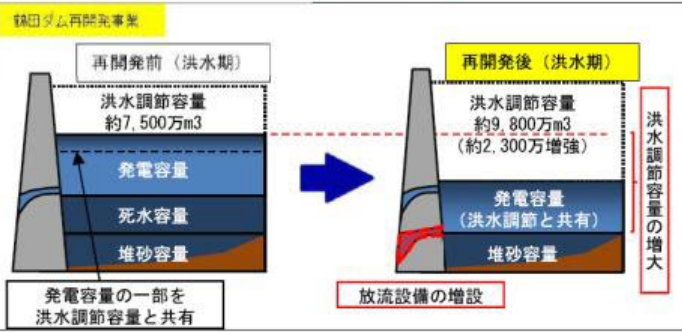 鶴田ダム再開発事業
再開発前（洪水期）
洪水調節容量
約7,500万m3
発電容量
死水容量
堆砂容量
発電容量の一部を
洪水調節容量と共有
再開発後（洪水期）
洪水調節容量
約9,800万m3
（約2,300万増強）
発電容量
（洪水調節と共有）
堆砂容量
放流設備の増設
洪水調節容量の増大